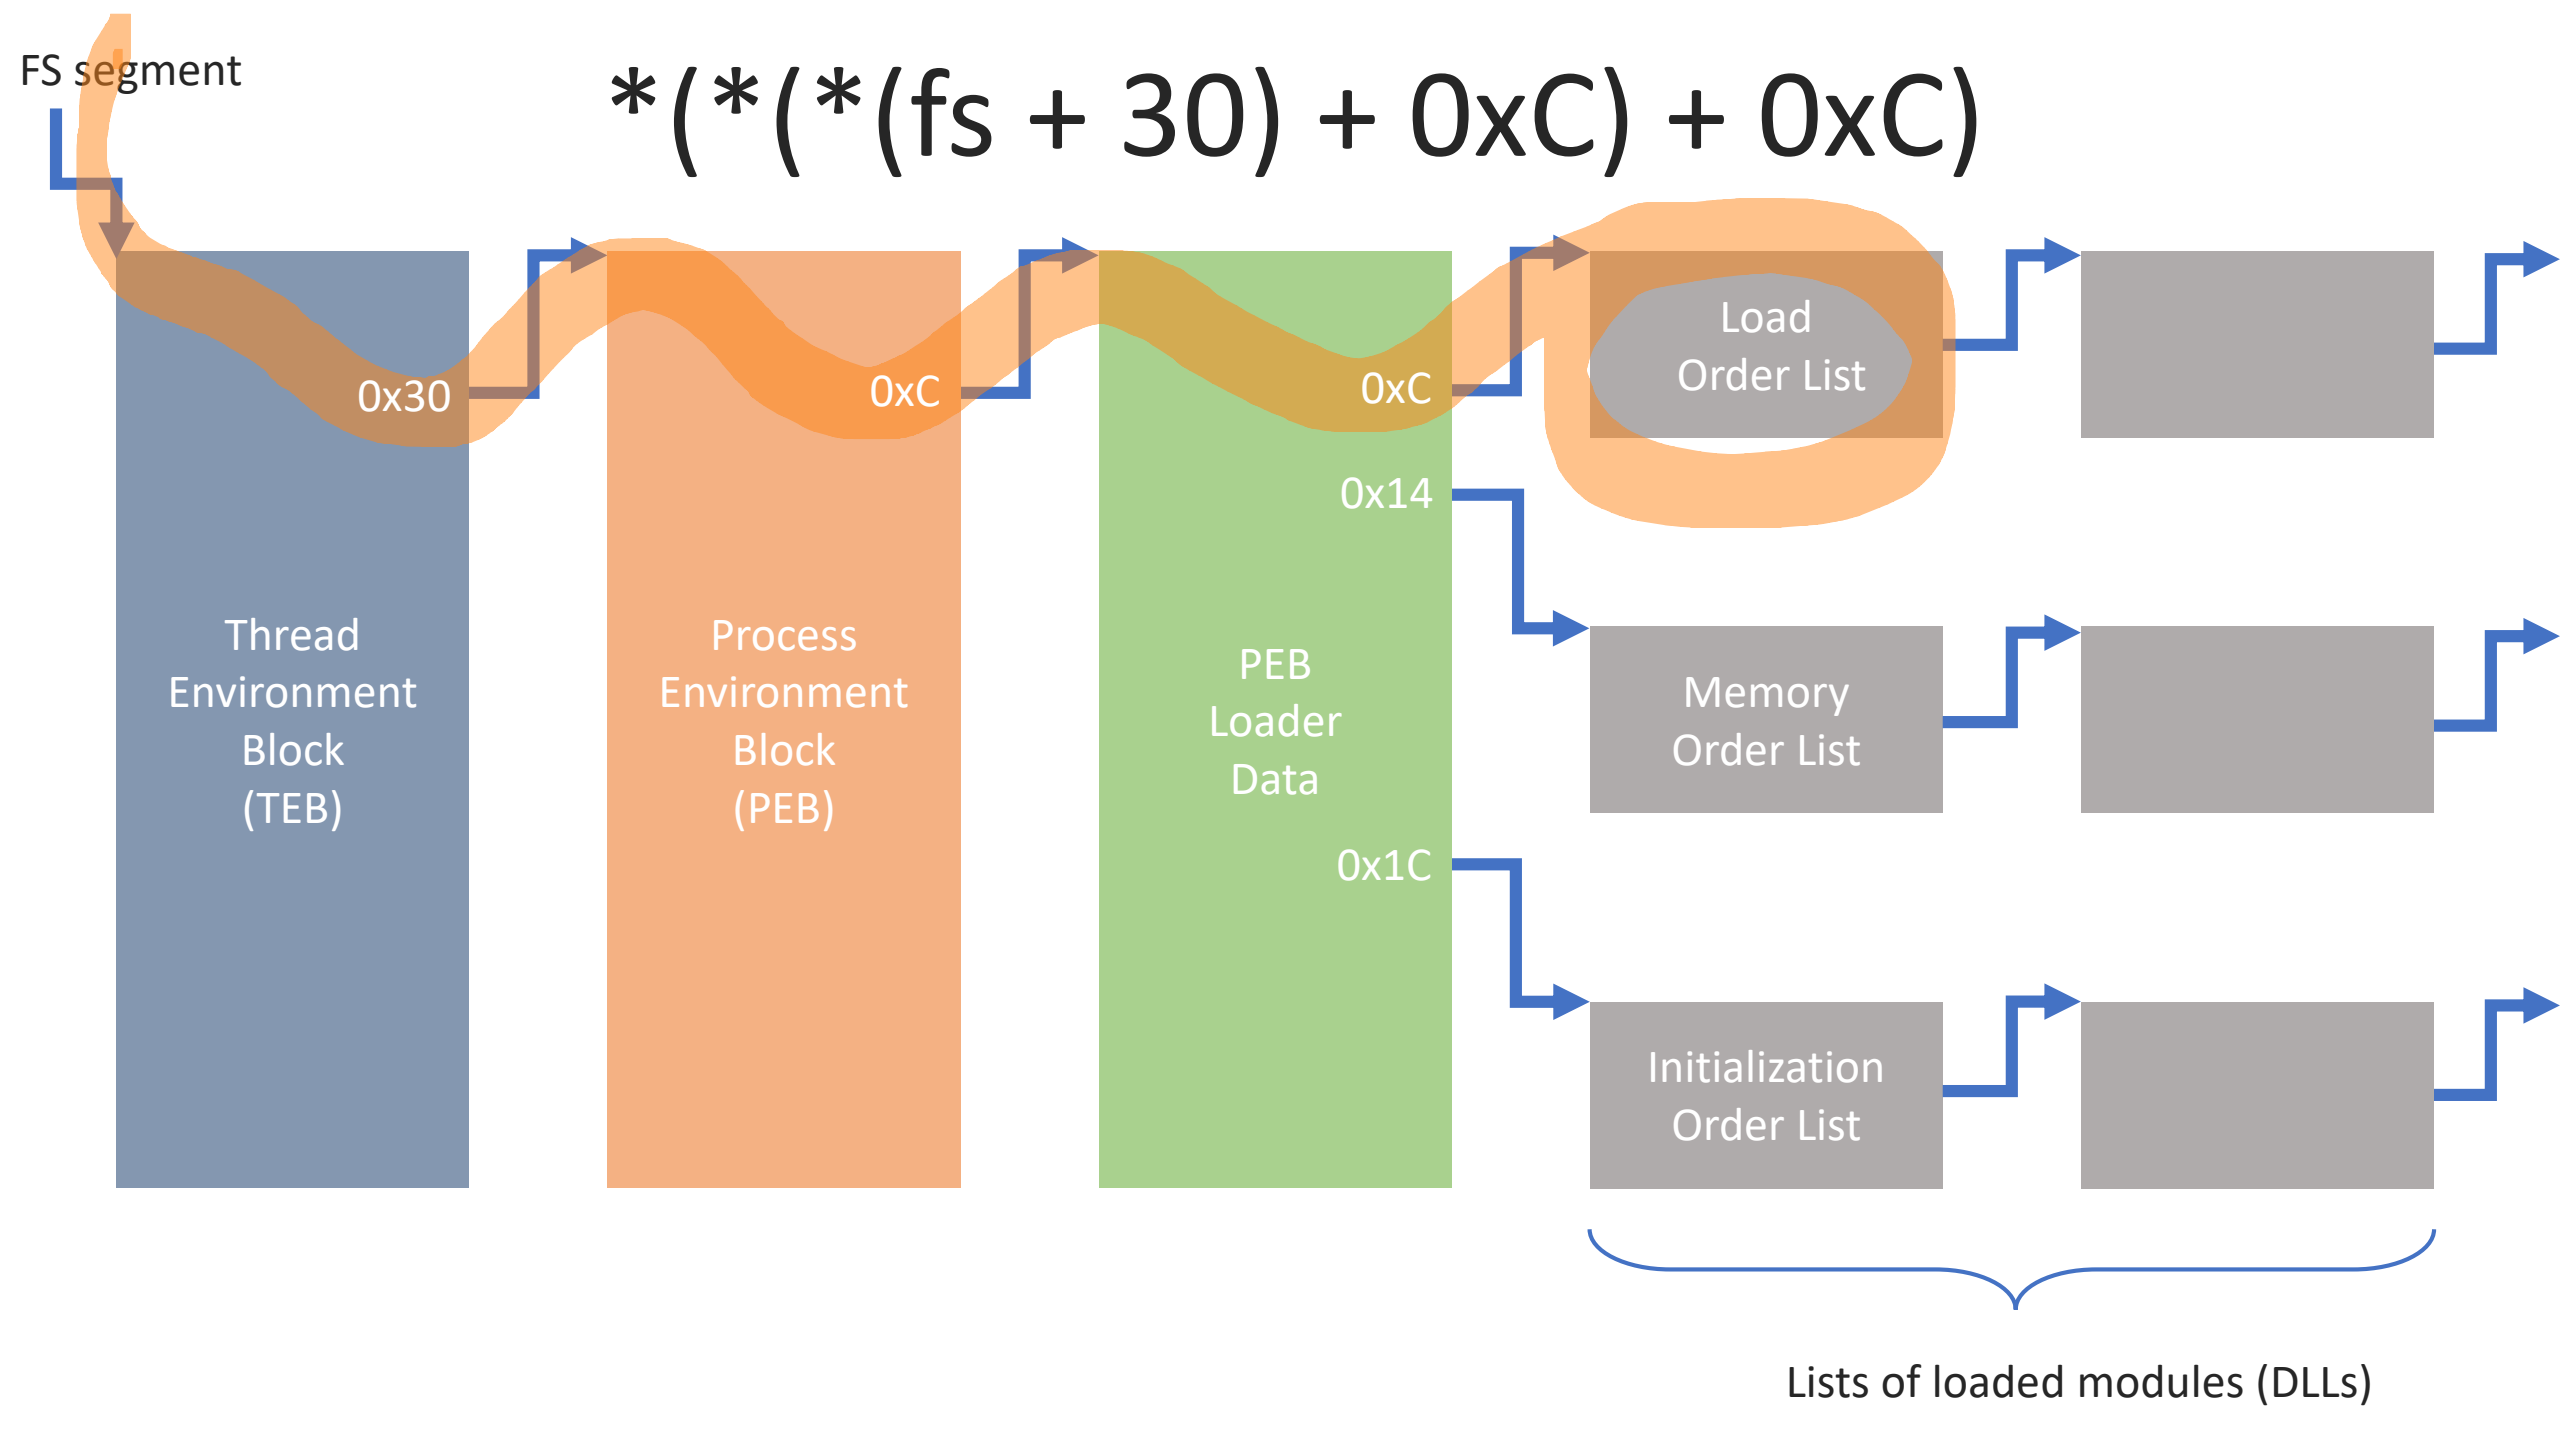 FS segment
*(*(*(fs + 30) + 0xC) + 0xC)
0x30
Thread
Environment
Block
(TEB)
0xC
Process
Environment
Block
(PEB)
0xC
0x14
PEB
Loader
Data
0x1C
Load
Order List
Memory
Order List
Initialization
Order List
Lists of loaded modules (DLLs)